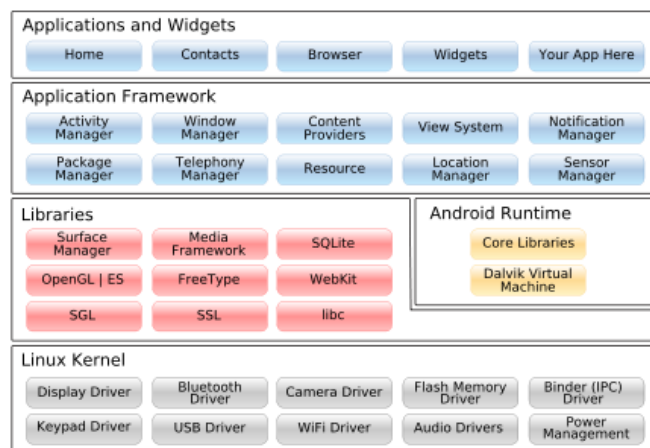 Applications and Widgets
Home
Contacts
Browser
Widgets
Your App Here
Application Framework
Activity
Manager
Window
Manager
Content
Providers
View System
Notification
Manager
Package
Manager
Telephony
Manager
Resource
Location
Manager
Sensor
Manager
Libraries
Surface
Manager
Media
Framework
SQLite
OpenGL | ES
FreeType
WebKit
SGL
SSL
libc
Android Runtime
Core Libraries
Dalvik Virtual
Machine
Linux Kernel
Display Driver
Bluetooth
Driver
Camera Driver
Flash Memory
Driver
Binder (IPC)
Driver
Keypad Driver
USB Driver
WiFi Driver
Audio Drivers
Power
Management